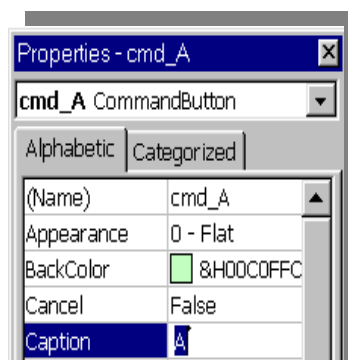 Properties - cmd_A
cmd_A CommandButton
Alphabetic Categorized
(Name) cmd_A
Appearance 0 - Flat
BackColor &H00C0FFC
Cancel False
Caption A